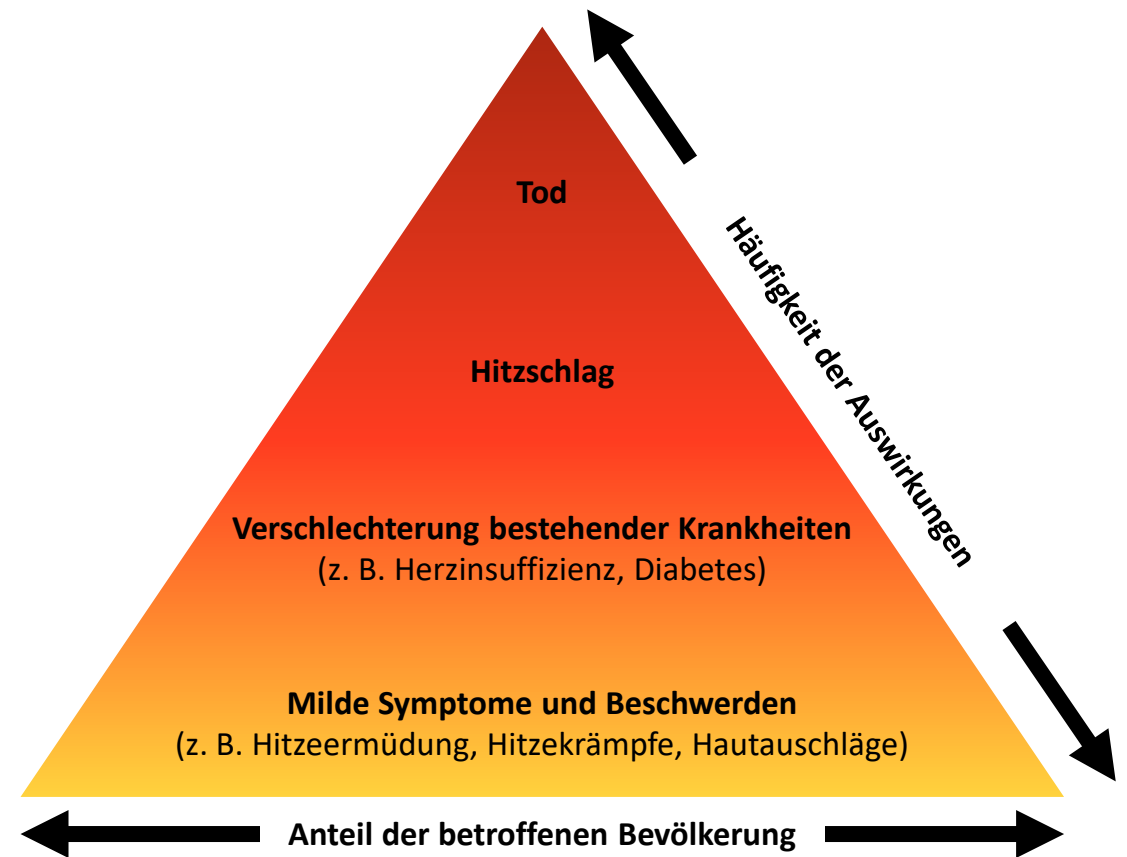 Tod
Hitzschlag
Verschlechterung bestehender Krankheiten
(z. B. Herzinsuffizienz, Diabetes)
Milde Symptome und Beschwerden
(z. B. Hitzeermüdung, Hitzekrämpfe, Hautauschläge)
Häufigkeit der Auswirkungen
Anteil der betroffenen Bevölkerung